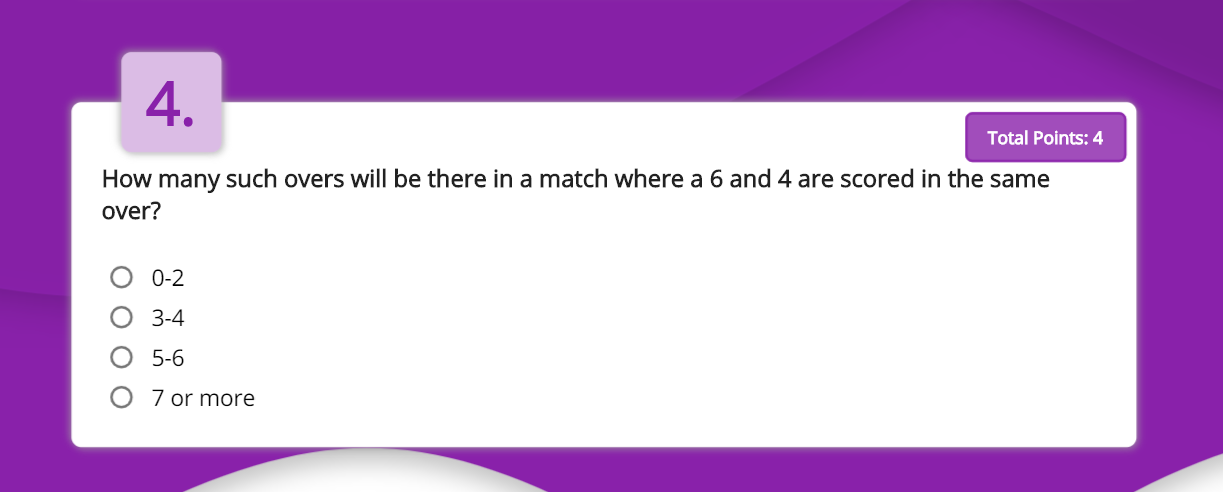 4.
Total Points: 4
How many such overs will be there in a match where a 6 and 4 are scored in the same
over?
0-2
3-4
5-6
7 or more